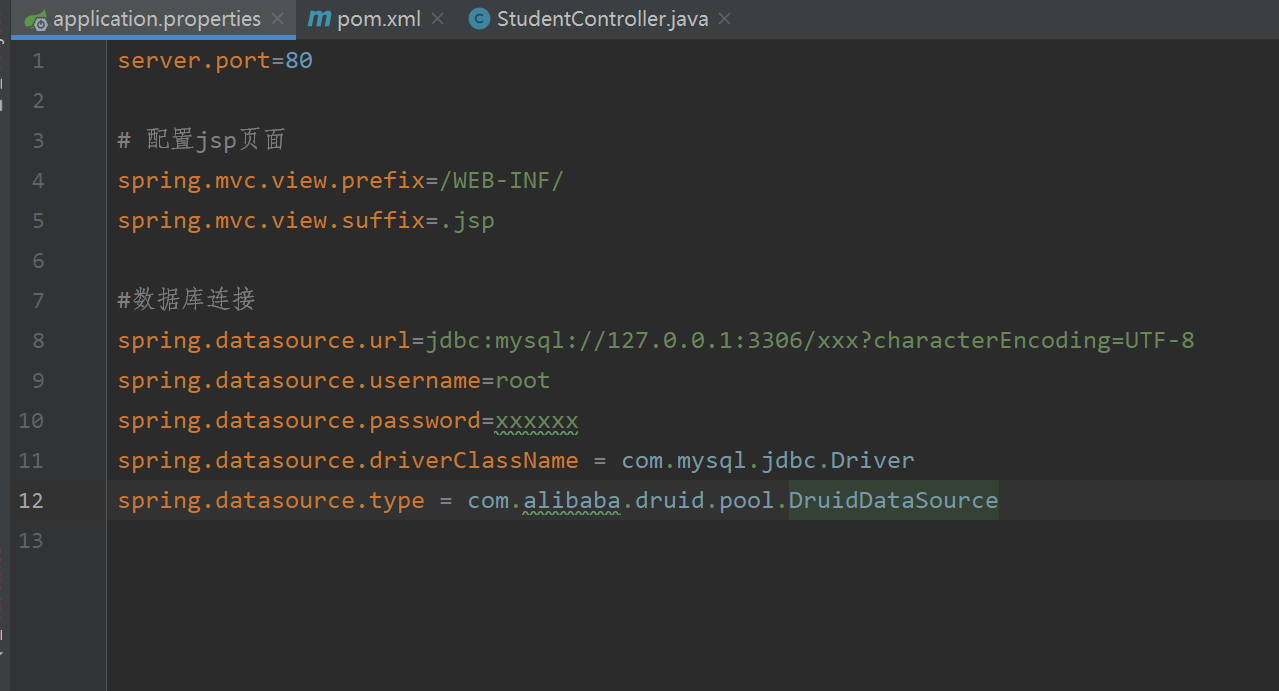 application.properties pom.xml StudentController.java
1 server.port=80
2
3 # 配置jsp页面
4 spring.mvc.view.prefix=/WEB-INF/
5 spring.mvc.view.suffix=.jsp
6
7 #数据库连接
8 spring.datasource.url=jdbc:mysql://127.0.0.1:3306/xxx?characterEncoding=UTF-8
9 spring.datasource.username=root
10 spring.datasource.password=xxxxxx
11 spring.datasource.driverClassName = com.mysql.jdbc.Driver
12 spring.datasource.type = com.alibaba.druid.pool.DruidDataSource
13